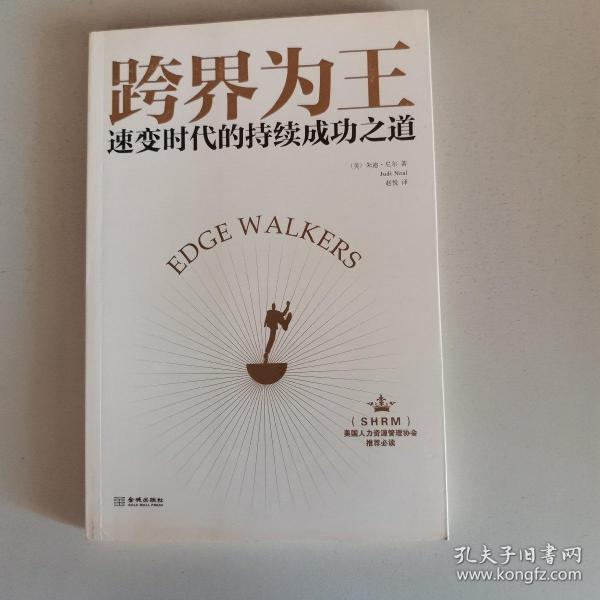 跨界为王
速变时代的持续成功之道
（美）朱迪·尼尔 著
Judi Neal
赵悦 译
EDGE WALKERS
(SHRM)
美国人力资源管理协会
推荐必读
金城出版社
GOLD WALL PRESS
孔夫子旧书网
www.kongfz.com